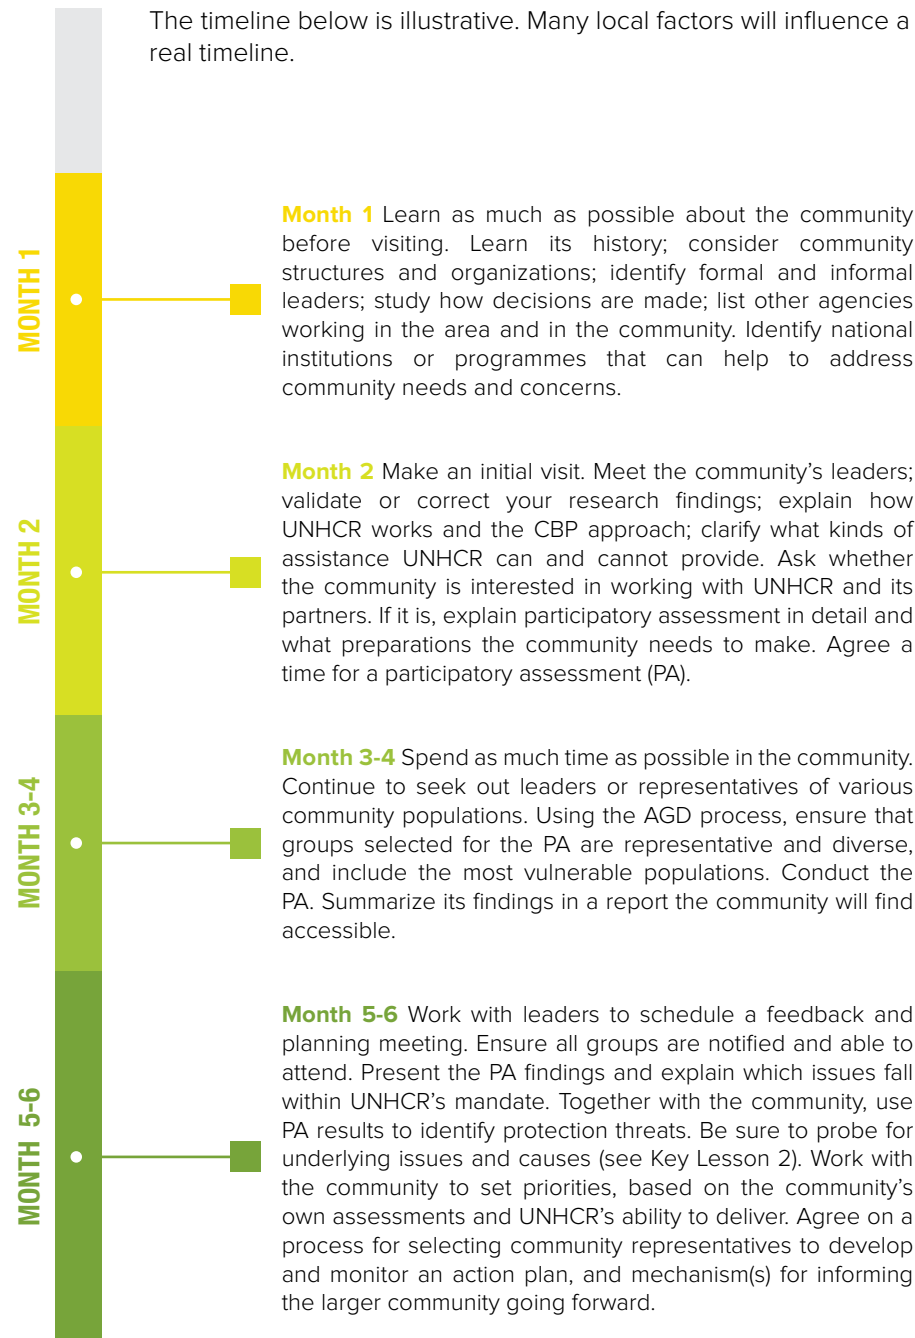 The timeline below is illustrative. Many local factors will influence a
real timeline.
MONTH 1
Month 1 Learn as much as possible about the community
before visiting. Learn its history; consider community
structures and organizations; identify formal and informal
leaders; study how decisions are made; list other agencies
working in the area and in the community. Identify national
institutions or programmes that can help to address
community needs and concerns.
MONTH 2
Month 2 Make an initial visit. Meet the community's leaders;
validate or correct your research findings; explain how
UNHCR works and the CBP approach; clarify what kinds of
assistance UNHCR can and cannot provide. Ask whether
the community is interested in working with UNHCR and its
partners. If it is, explain participatory assessment in detail and
what preparations the community needs to make. Agree a
time for a participatory assessment (PA).
MONTH 3-4
Month 3-4 Spend as much time as possible in the community.
Continue to seek out leaders or representatives of various
community populations. Using the AGD process, ensure that
groups selected for the PA are representative and diverse,
and include the most vulnerable populations. Conduct the
PA. Summarize its findings in a report the community will find
accessible.
MONTH 5-6
Month 5-6 Work with leaders to schedule a feedback and
planning meeting. Ensure all groups are notified and able to
attend. Present the PA findings and explain which issues fall
within UNHCR's mandate. Together with the community, use
PA results to identify protection threats. Be sure to probe for
underlying issues and causes (see Key Lesson 2). Work with
the community to set priorities, based on the community's
own assessments and UNHCR's ability to deliver. Agree on a
process for selecting community representatives to develop
and monitor an action plan, and mechanism(s) for informing
the larger community going forward.